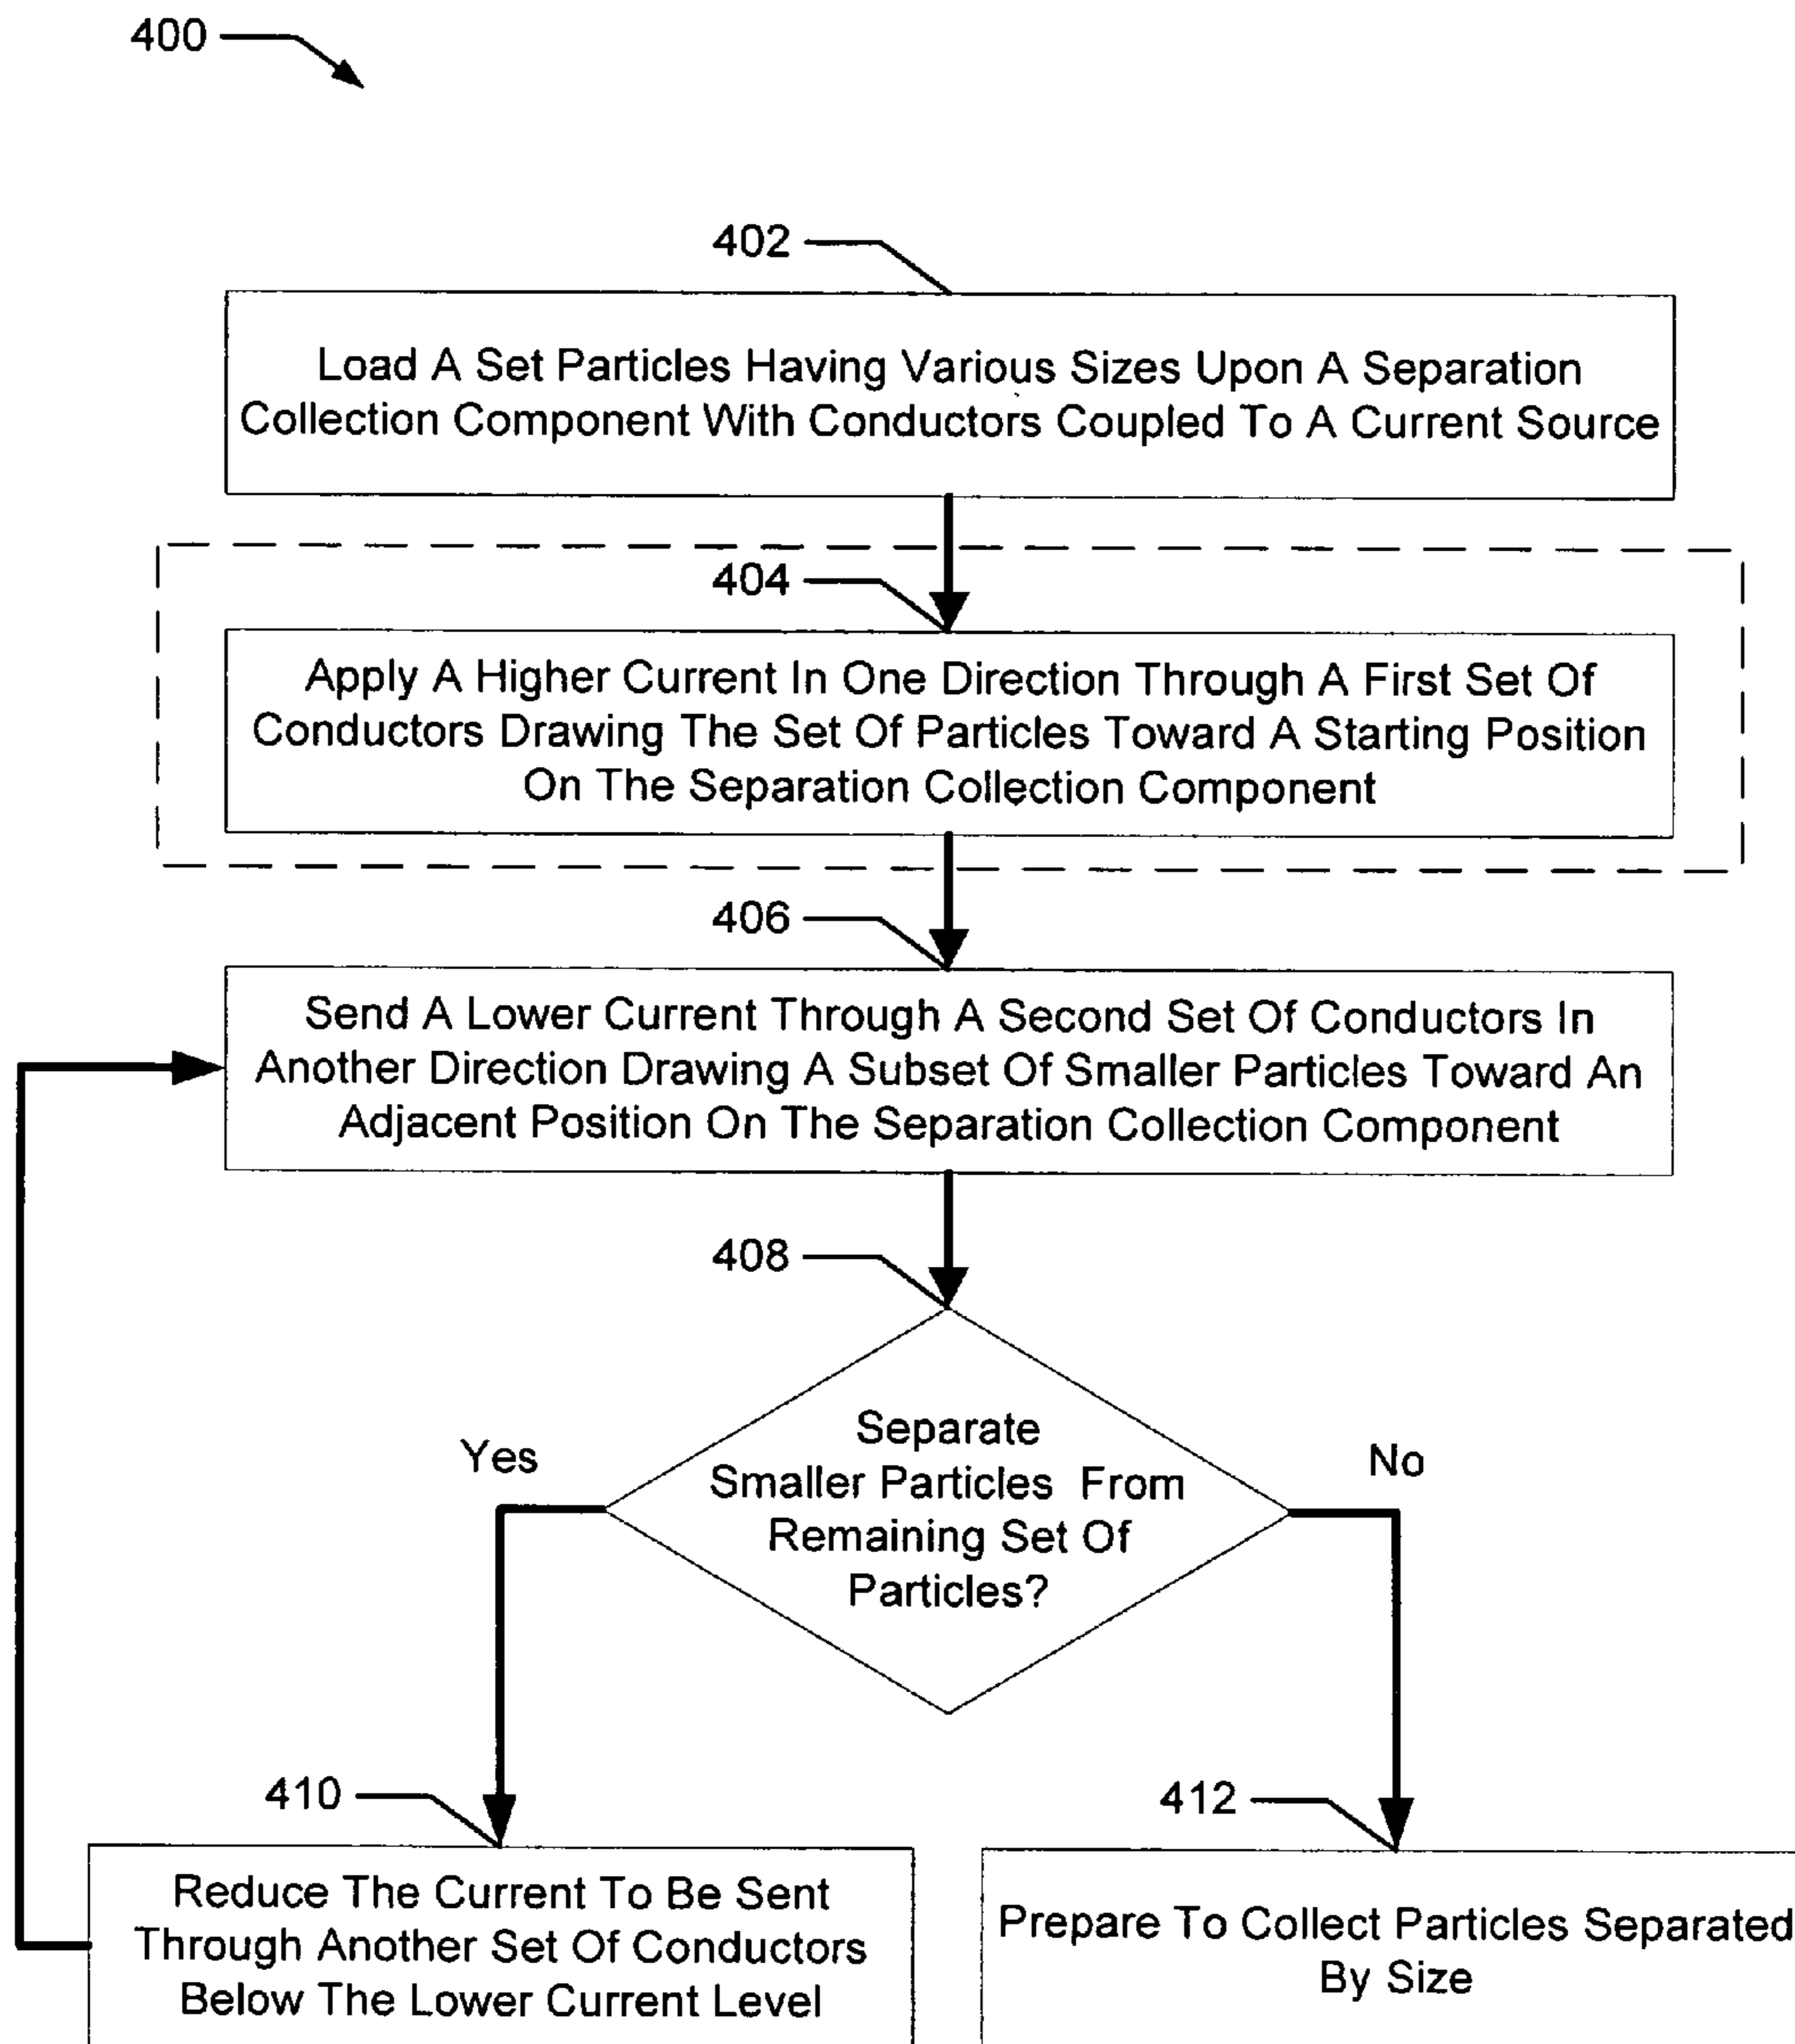 400
402
Load A Set Particles Having Various Sizes Upon A Separation
Collection Component With Conductors Coupled To A Current Source
404
Apply A Higher Current In One Direction Through A First Set Of
Conductors Drawing The Set Of Particles Toward A Starting Position
On The Separation Collection Component
406
Send A Lower Current Through A Second Set Of Conductors In
Another Direction Drawing A Subset Of Smaller Particles Toward An
Adjacent Position On The Separation Collection Component
408
Separate
Smaller Particles From
Remaining Set Of
Particles?
Yes
No
410
Reduce The Current To Be Sent
Through Another Set Of Conductors
Below The Lower Current Level
412
Prepare To Collect Particles Separated
By Size